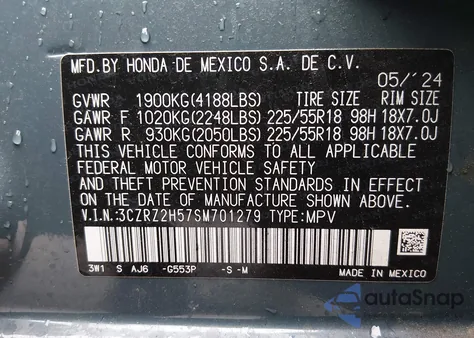 MFD.BY HONDA DE MEXICO S.A. DE C.V.
05/'24
GVWR 1900KG(4188LBS) TIRE SIZE RIM SIZE
GAWR F 1020KG(2248LBS) 225/55R18 98H 18X7.0J
GAWR R 930KG(2050LBS) 225/55R18 98H 18X7.0J
THIS VEHICLE CONFORMS TO ALL APPLICABLE
FEDERAL MOTOR VEHICLE SAFETY
AND THEFT PREVENTION STANDARDS IN EFFECT
ON THE DATE OF MANUFACTURE SHOWN ABOVE.
V.I.N.:3CZRZ2H57SM701279 TYPE:MPV
3W1 S AJ6 -G553P -S-M
MADE IN MEXICO
autoSnap